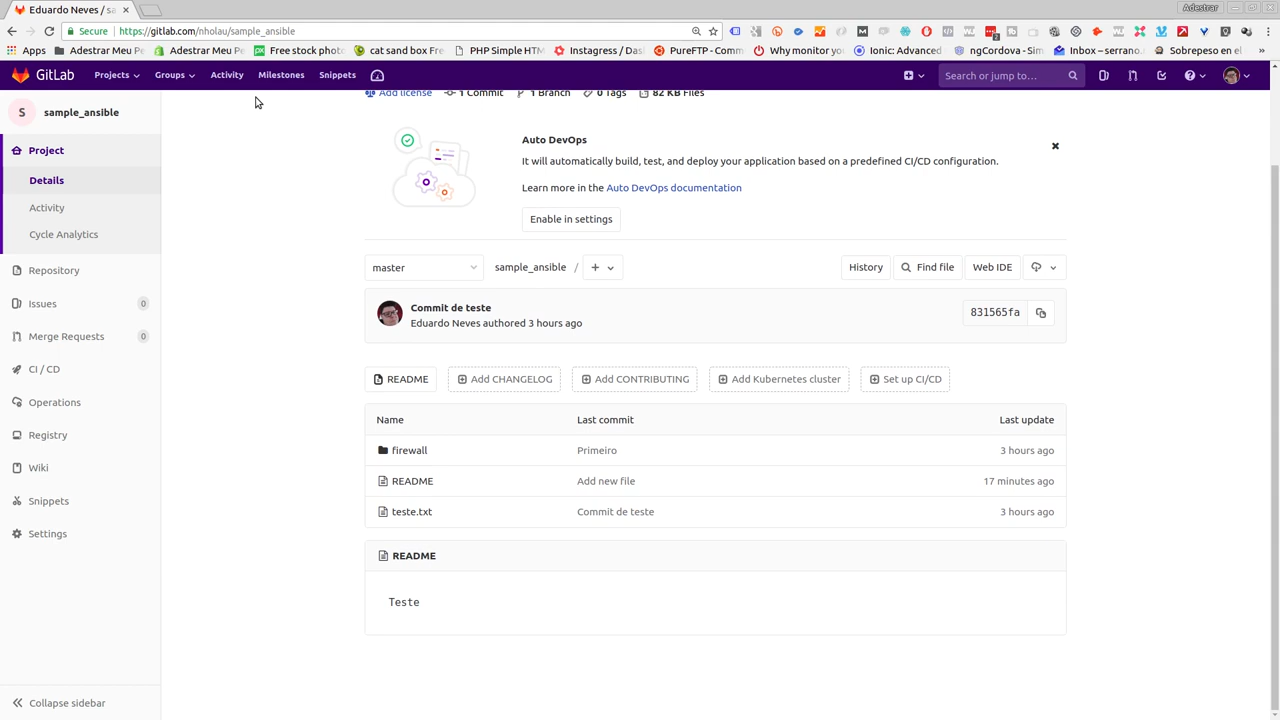 Eduardo Neves / sa
Adestrar
Secure
https://gitlab.com/nholau/sample_ansible
Apps
Adestrar Meu Pe
Adestrar Meu Pe
Free stock phot
cat sand box Fre
PHP Simple HTM
Instagress / Das
PureFTP - Comm
Why monitor you
Ionic: Advanced
ngCordova - Sim
Inbox – serrano.
Sobrepeso en el
GitLab
Projects
Groups
Activity
Milestones
Snippets
Search or jump to…
S
sample_ansible
Project
Details
Activity
Cycle Analytics
Repository
Issues 0
Merge Requests 0
CI / CD
Operations
Registry
Wiki
Snippets
Settings
Collapse sidebar
Add license
1 Commit
1 Branch
0 Tags
82 KB Files
Auto DevOps
It will automatically build, test, and deploy your application based on a predefined CI/CD configuration.
Learn more in the Auto DevOps documentation
Enable in settings
master
sample_ansible /
History
Find file
Web IDE
Commit de teste
Eduardo Neves authored 3 hours ago
831565fa
README
Add CHANGELOG
Add CONTRIBUTING
Add Kubernetes cluster
Set up CI/CD
Name Last commit Last update
firewall Primeiro 3 hours ago
README Add new file 17 minutes ago
teste.txt Commit de teste 3 hours ago
README
Teste